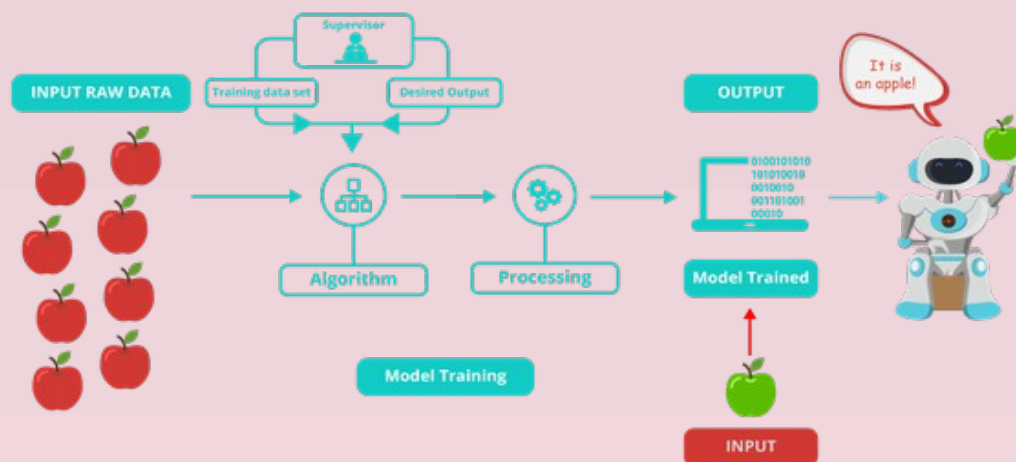 Supervisor
INPUT RAW DATA
Training data set
Desired Output
OUTPUT
It is
an apple!
0100101010
101010010
0010010
001101001
00010
Algorithm
Processing
Model Trained
Model Training
INPUT